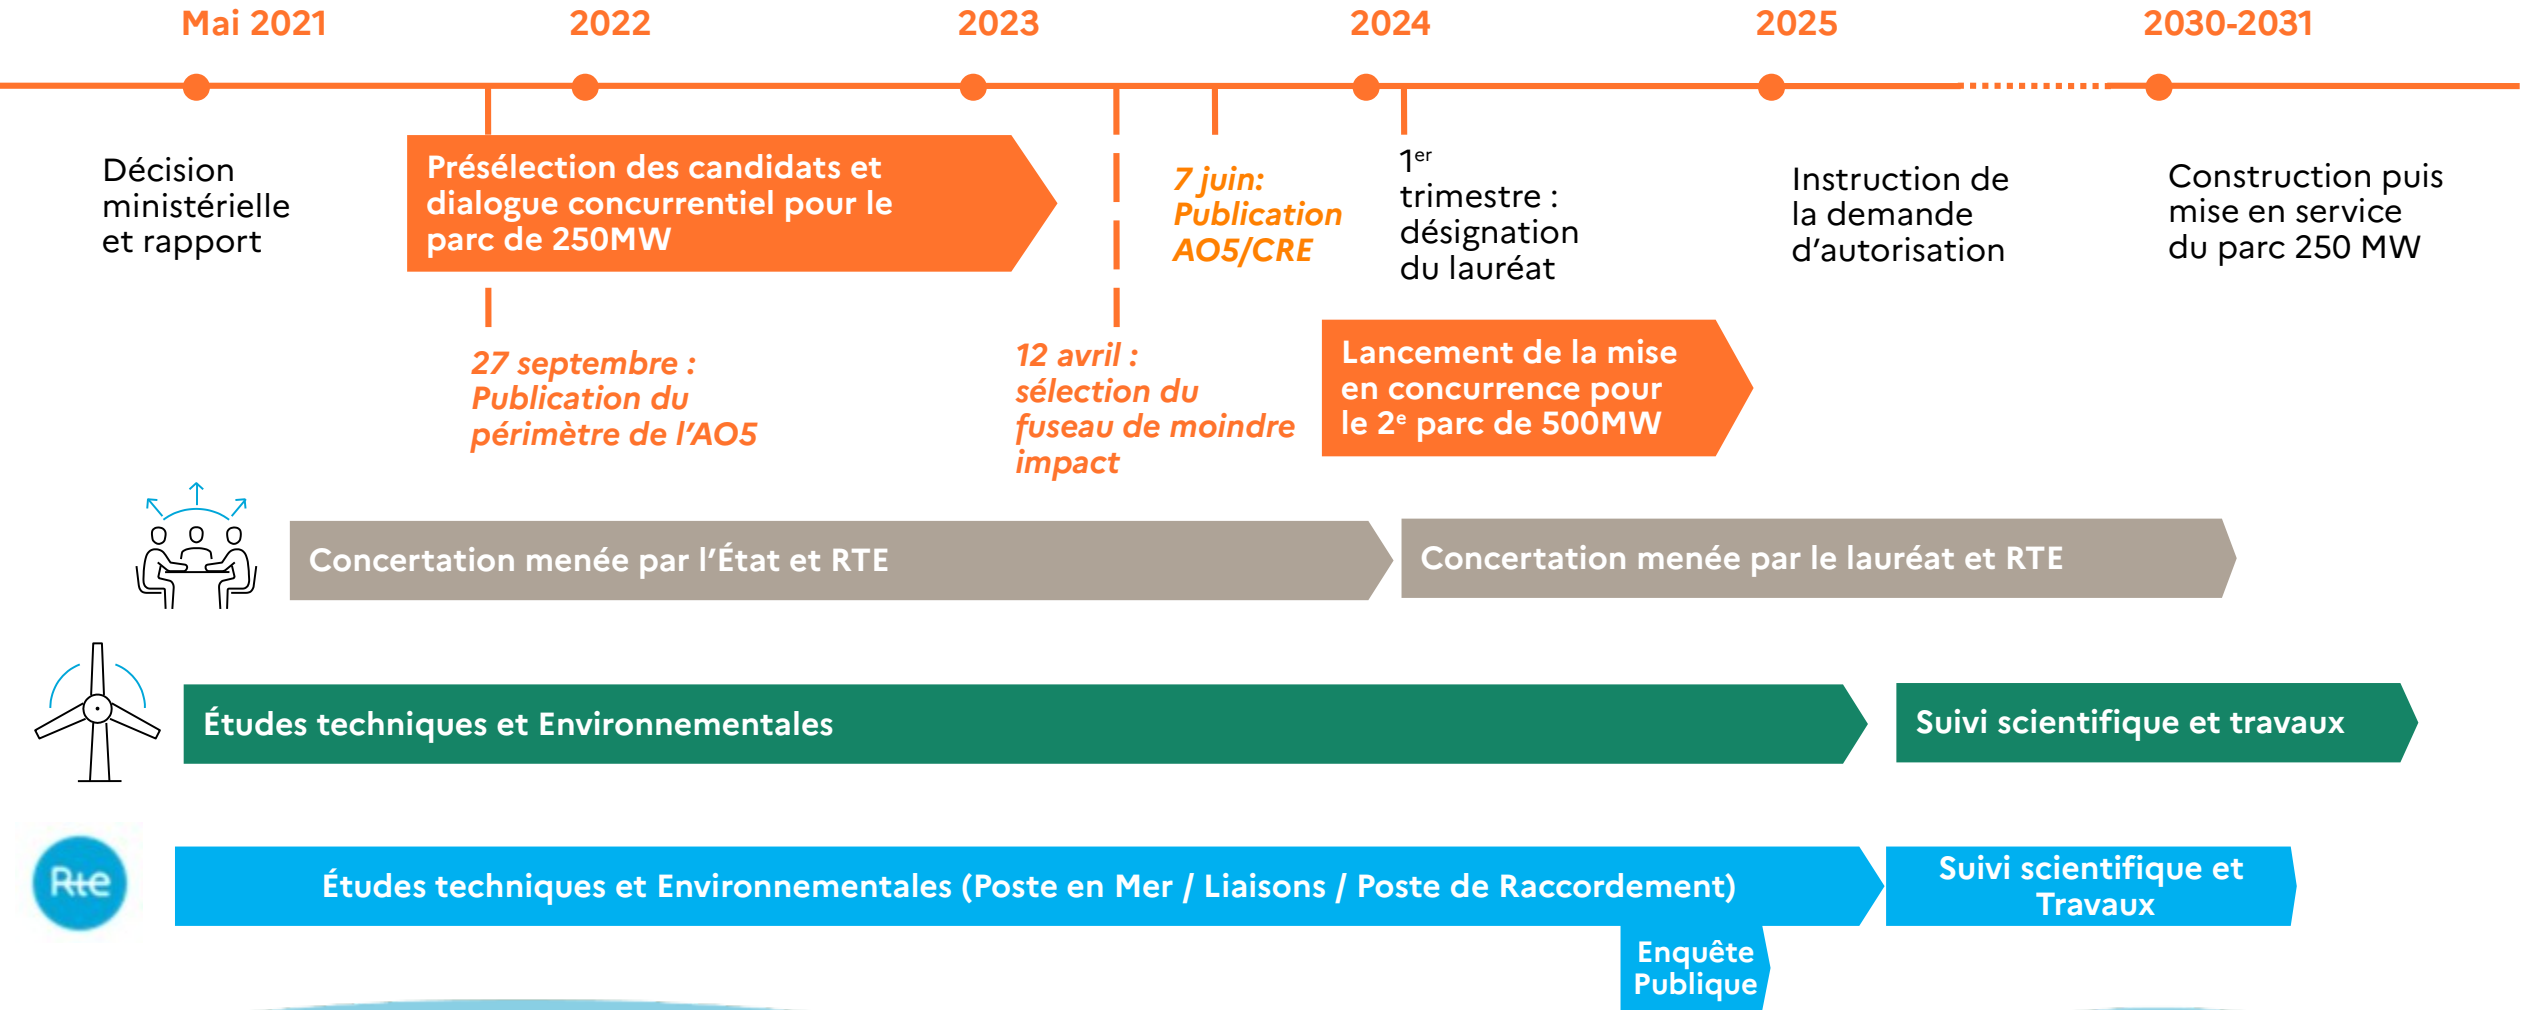 Mai 2021
2022
2023
2024
2025
2030-2031
Décision
ministérielle
et rapport
Présélection des candidats et
dialogue concurrentiel pour le
parc de 250MW
7 juin:
Publication
AO5/CRE
1er
trimestre :
désignation
du lauréat
Instruction de
la demande
d'autorisation
Construction puis
mise en service
du parc 250 MW
27 septembre :
Publication du
périmètre de l'AO5
12 avril :
sélection du
fuseau de moindre
impact
Lancement de la mise
en concurrence pour
le 2e parc de 500MW
Concertation menée par l'État et RTE
Concertation menée par le lauréat et RTE
Études techniques et Environnementales
Suivi scientifique et travaux
Rte
Études techniques et Environnementales (Poste en Mer / Liaisons / Poste de Raccordement)
Suivi scientifique et
Travaux
Enquête
Publique